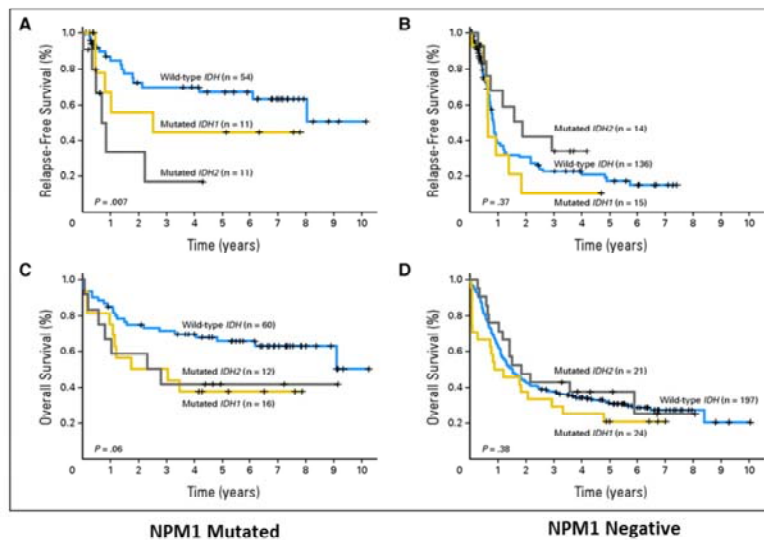 A
Relapse-Free Survival (%)
1.0
0.8
0.6
0.4
0.2
Wild-type IDH (n = 54)
Mutated IDH1 (n = 11)
Mutated IDH2 (n = 11)
P = .007
0 1 2 3 4 5 6 7 8 9 10
Time (years)
B
Relapse-Free Survival (%)
1.0
0.8
0.6
0.4
0.2
Mutated IDH2 (n = 14)
Wild-type IDH (n = 136)
Mutated IDH1 (n = 15)
P = .37
0 1 2 3 4 5 6 7 8 9 10
Time (years)
C
Overall Survival (%)
1.0
0.8
0.6
0.4
0.2
Wild-type IDH (n = 60)
Mutated IDH2 (n = 12)
Mutated IDH1 (n = 16)
P = .06
0 1 2 3 4 5 6 7 8 9 10
Time (years)
D
Overall Survival (%)
1.0
0.8
0.6
0.4
0.2
Mutated IDH2 (n = 21)
Wild-type IDH (n = 197)
Mutated IDH1 (n = 24)
P = .38
0 1 2 3 4 5 6 7 8 9 10
Time (years)
NPM1 Mutated
NPM1 Negative